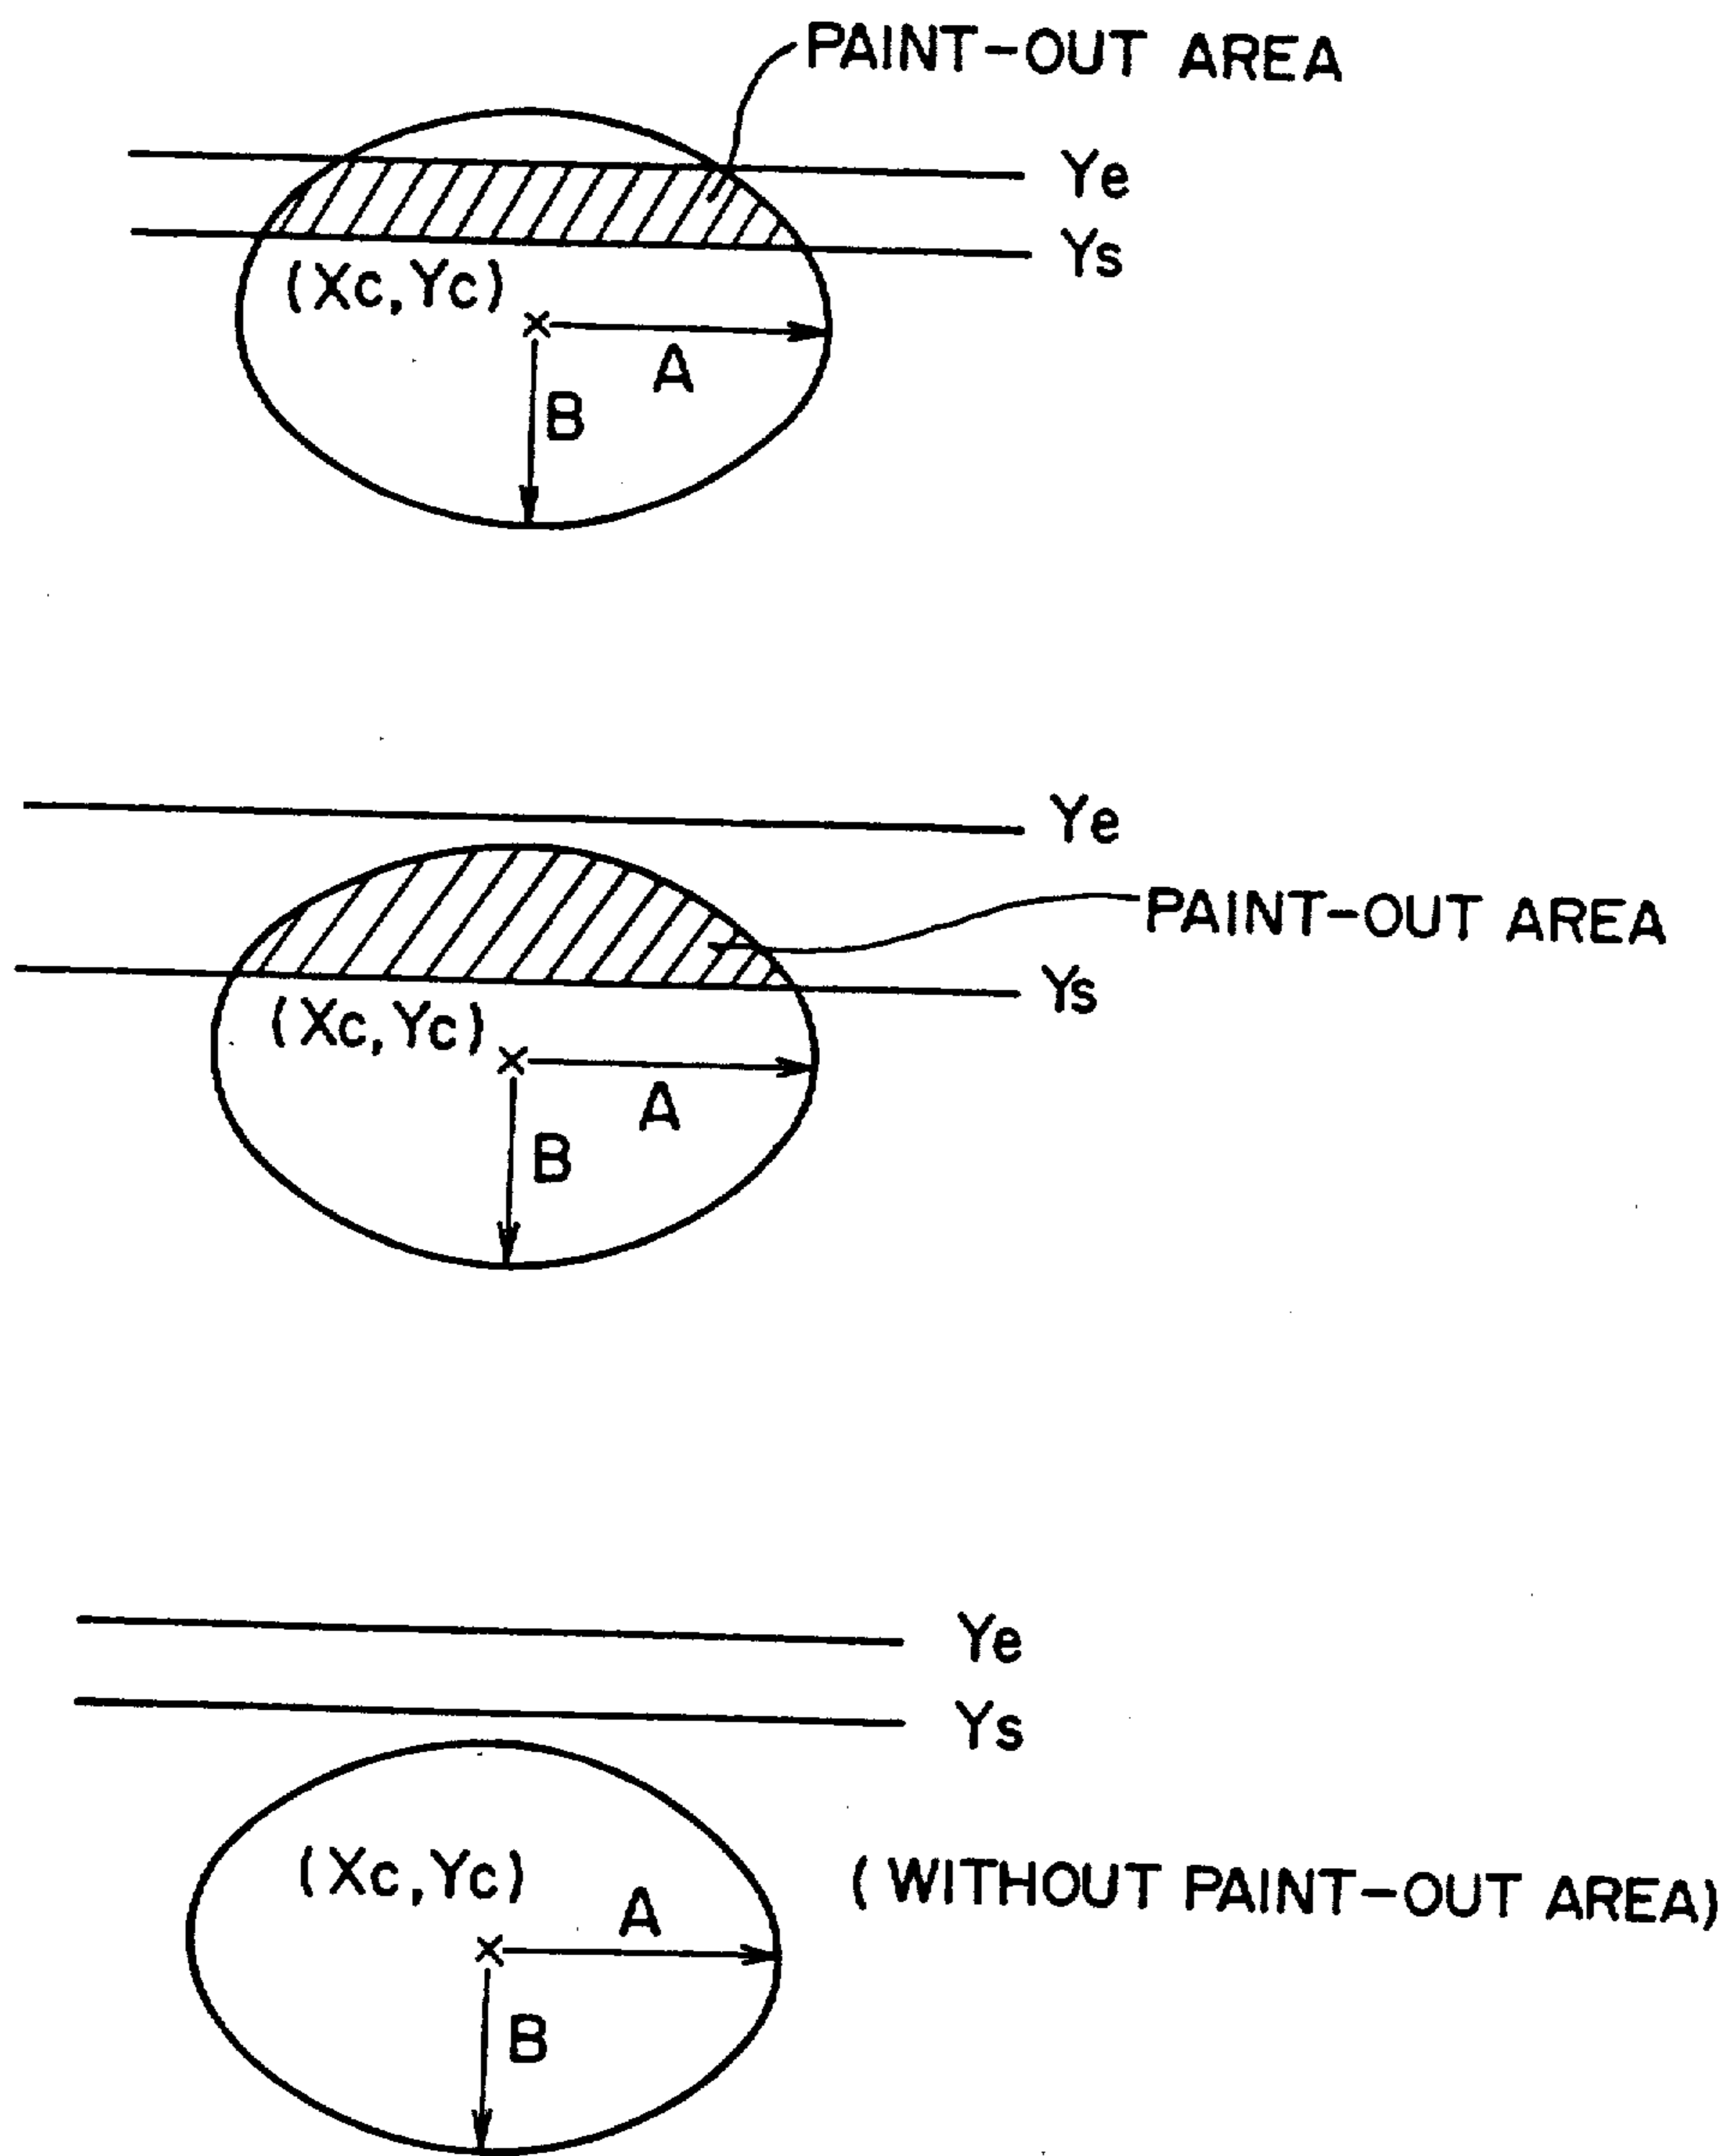 PAINT-OUT AREA
Ye
Ys
(Xc,Yc)
A
B
Ye
PAINT-OUT AREA
Ys
(Xc,Yc)
A
B
Ye
Ys
(Xc,Yc)
(WITHOUT PAINT-OUT AREA)
A
B